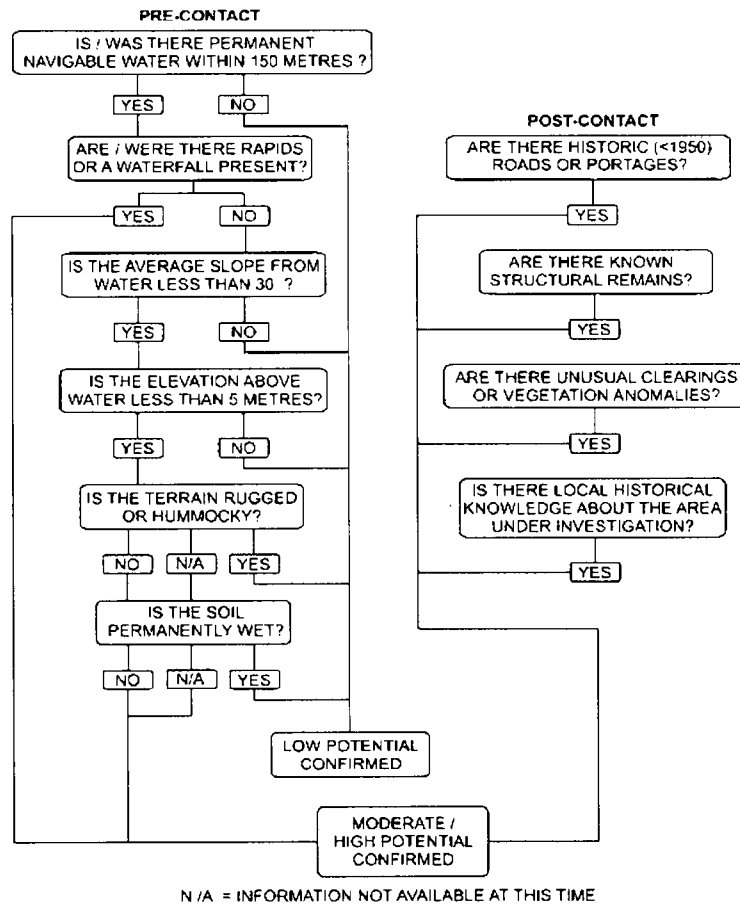 PRE-CONTACT
IS / WAS THERE PERMANENT
NAVIGABLE WATER WITHIN 150 METRES ?
YES
NO
ARE / WERE THERE RAPIDS
OR A WATERFALL PRESENT?
YES
NO
IS THE AVERAGE SLOPE FROM
WATER LESS THAN 30 ?
YES
NO
IS THE ELEVATION ABOVE
WATER LESS THAN 5 METRES?
YES
NO
IS THE TERRAIN RUGGED
OR HUMMOCKY?
NO
N/A
YES
IS THE SOIL
PERMANENTLY WET?
NO
N/A
YES
LOW POTENTIAL
CONFIRMED
POST-CONTACT
ARE THERE HISTORIC (<1950)
ROADS OR PORTAGES?
YES
ARE THERE KNOWN
STRUCTURAL REMAINS?
YES
ARE THERE UNUSUAL CLEARINGS
OR VEGETATION ANOMALIES?
YES
IS THERE LOCAL HISTORICAL
KNOWLEDGE ABOUT THE AREA
UNDER INVESTIGATION?
YES
MODERATE /
HIGH POTENTIAL
CONFIRMED
N /A = INFORMATION NOT AVAILABLE AT THIS TIME